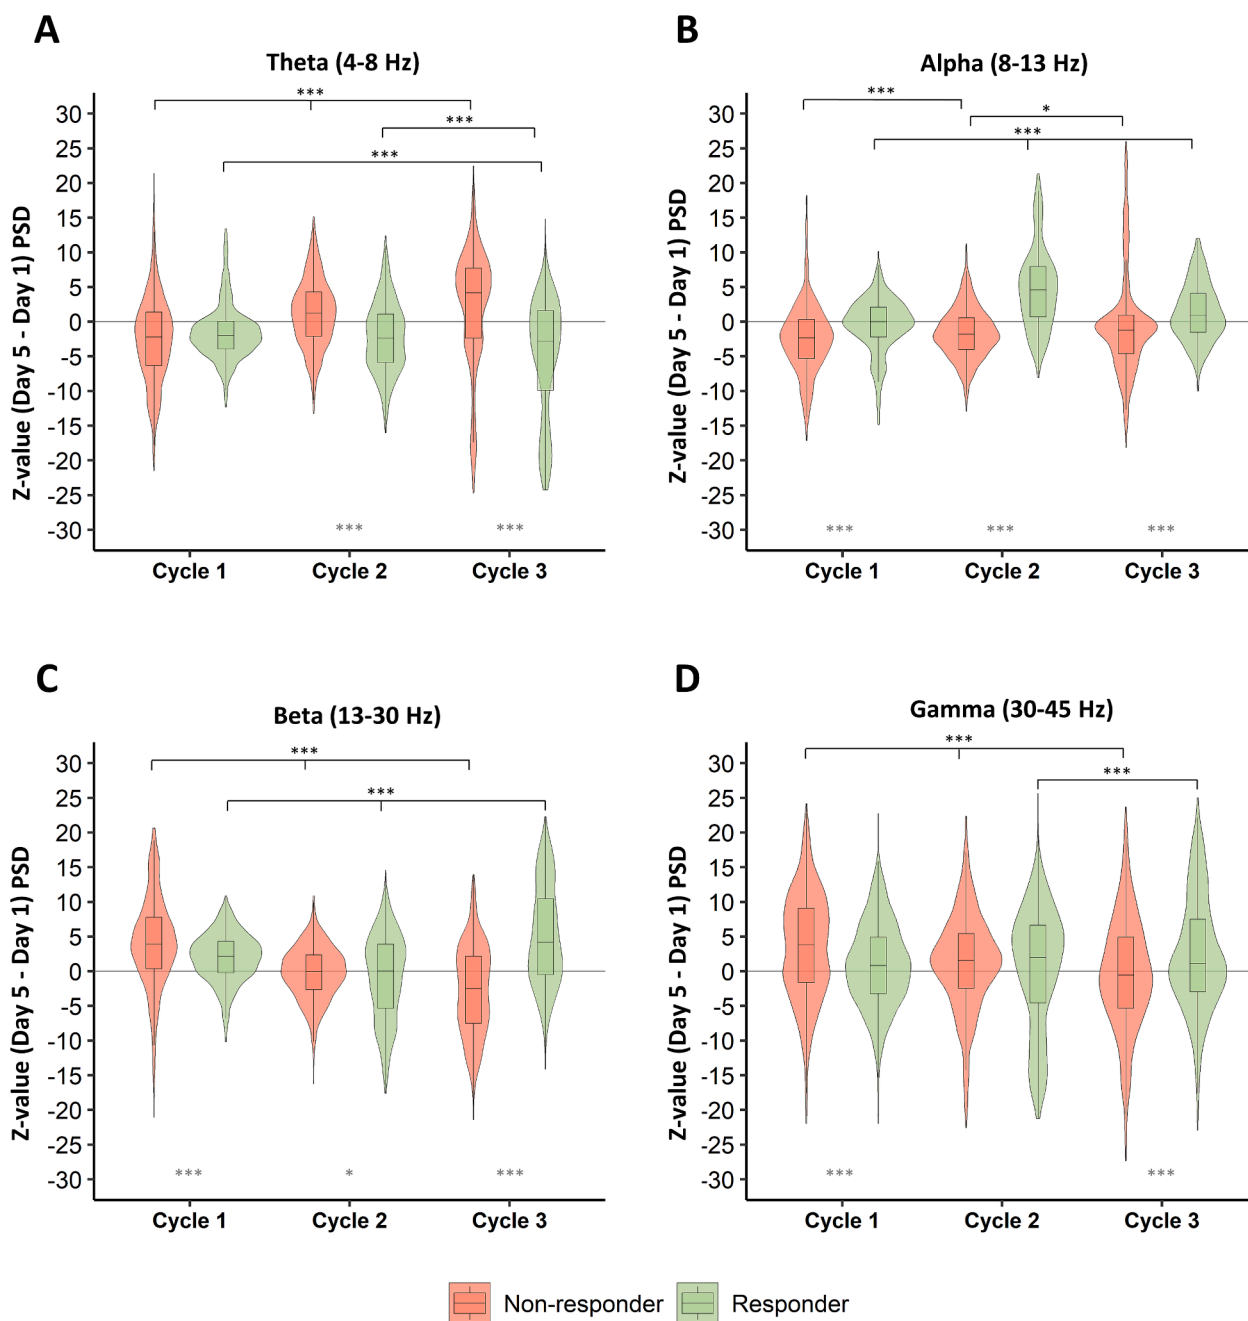 A
Theta (4-8 Hz)
Z-value (Day 5 - Day 1) PSD
30
25
20
15
10
5
0
-5
-10
-15
-20
-25
-30
***
***
***
***
***
Cycle 1
Cycle 2
Cycle 3
B
Alpha (8-13 Hz)
Z-value (Day 5 - Day 1) PSD
30
25
20
15
10
5
0
-5
-10
-15
-20
-25
-30
***
*
***
***
***
***
Cycle 1
Cycle 2
Cycle 3
C
Beta (13-30 Hz)
Z-value (Day 5 - Day 1) PSD
30
25
20
15
10
5
0
-5
-10
-15
-20
-25
-30
***
***
***
*
***
Cycle 1
Cycle 2
Cycle 3
D
Gamma (30-45 Hz)
Z-value (Day 5 - Day 1) PSD
30
25
20
15
10
5
0
-5
-10
-15
-20
-25
-30
***
***
***
***
Cycle 1
Cycle 2
Cycle 3
Non-responder
Responder